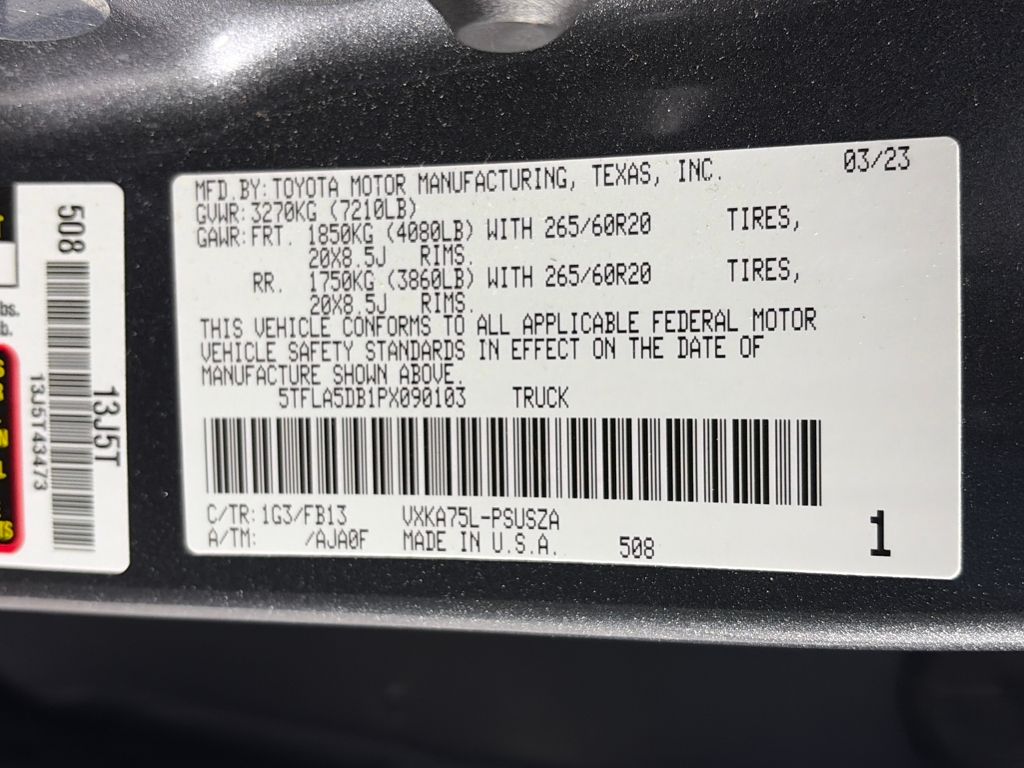 MFD.BY: TOYOTA MOTOR MANUFACTURING, TEXAS, INC. 03/23
GVWR: 3270KG (7210LB)
GAWR: FRT. 1850KG (4080LB) WITH 265/60R20 TIRES,
20X8.5J RIMS.
RR. 1750KG (3860LB) WITH 265/60R20 TIRES,
20X8.5J RIMS.
THIS VEHICLE CONFORMS TO ALL APPLICABLE FEDERAL MOTOR
VEHICLE SAFETY STANDARDS IN EFFECT ON THE DATE OF
MANUFACTURE SHOWN ABOVE.
5TFLA5DB1PX090103 TRUCK
C/TR: 1G3/FB13 VXKA75L-PSUSZA
A/TM: /AJA0F MADE IN U.S.A. 508 1
508
13J5T
13J5T43473
bs.
b.